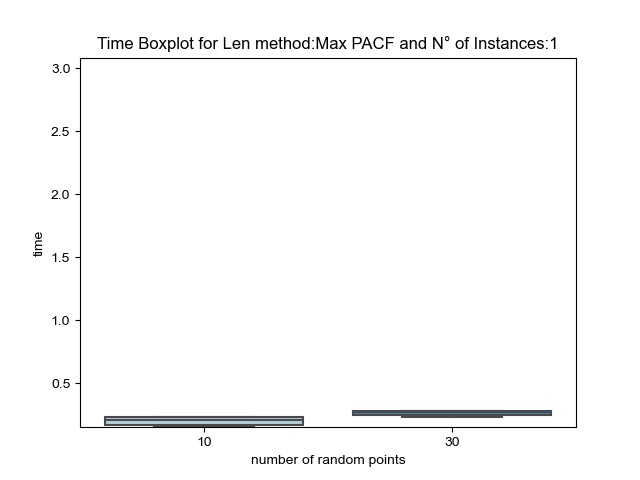 Time Boxplot for Len method:Max PACF and N° of Instances:1
3.0
2.5
2.0
1.5
1.0
0.5
time
10
30
number of random points